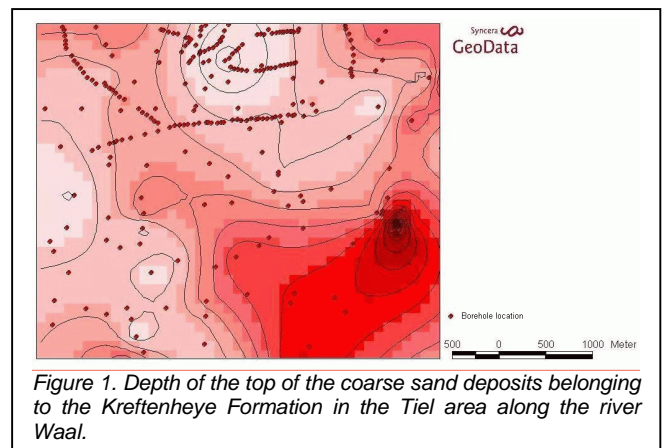 Syncera
GeoData
Borehole location
500 0 500 1000 Meter
Figure 1. Depth of the top of the coarse sand deposits belonging
to the Kreftenheye Formation in the Tiel area along the river
Waal.